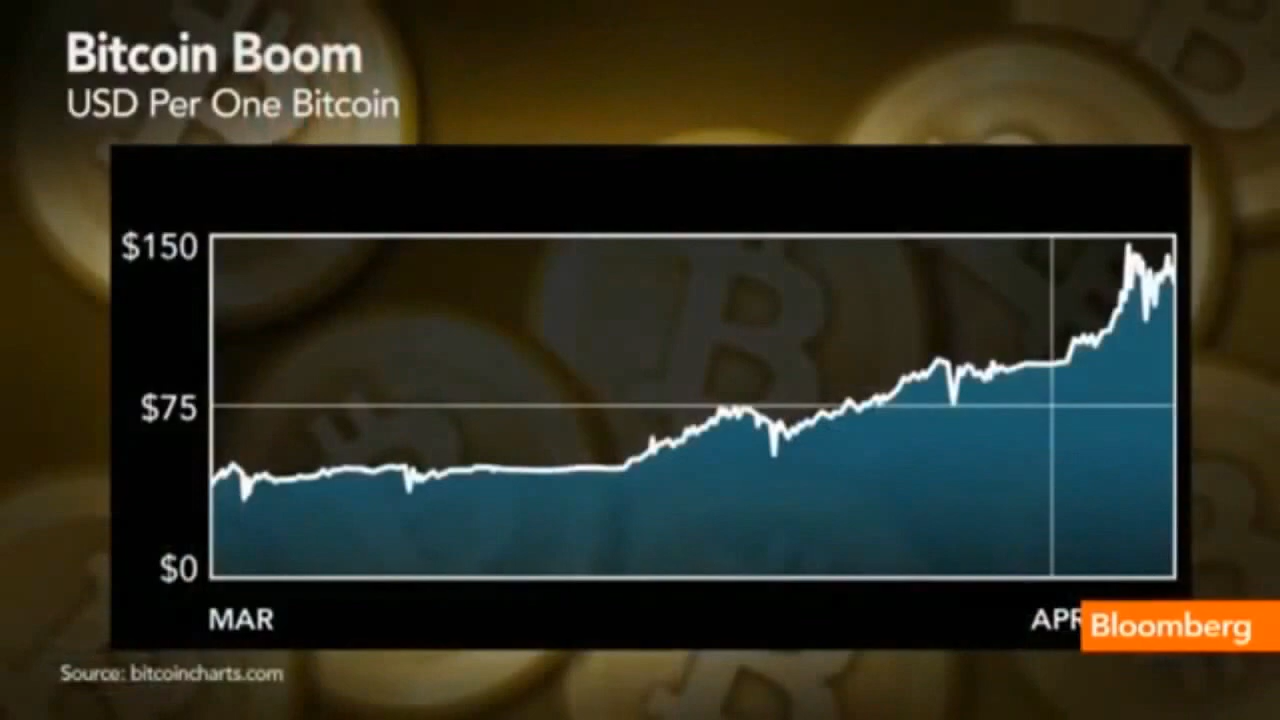 Bitcoin Boom
USD Per One Bitcoin
$150
$75
$0
MAR
APR
Bloomberg
Source: bitcoincharts.com